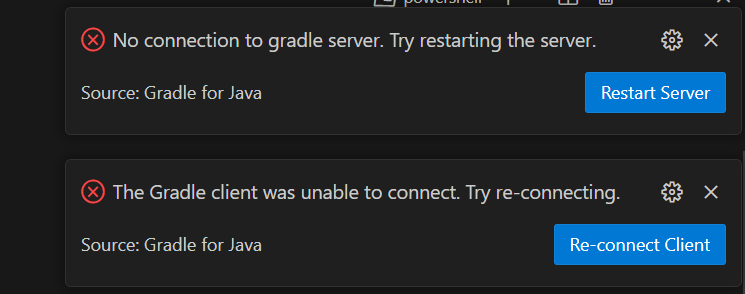 powershell
No connection to gradle server. Try restarting the server.
Source: Gradle for Java
Restart Server
The Gradle client was unable to connect. Try re-connecting.
Source: Gradle for Java
Re-connect Client